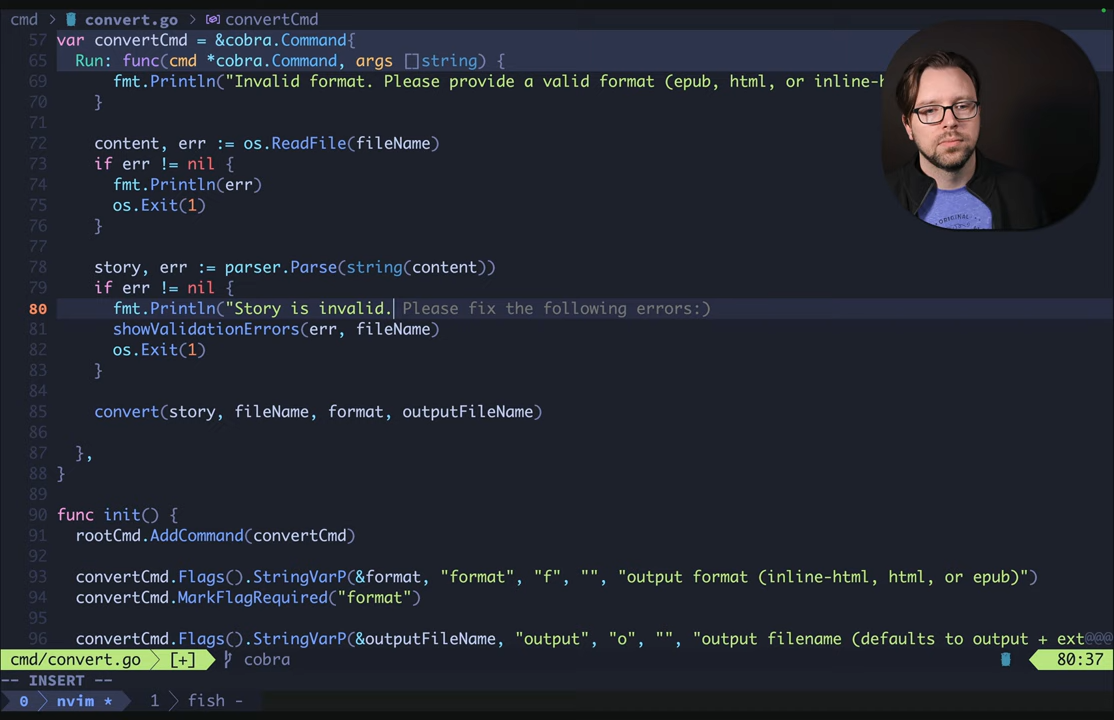 cmd > convert.go > convertCmd
57 var convertCmd = &cobra.Command{
65 Run: func(cmd *cobra.Command, args []string) {
69 fmt.Println("Invalid format. Please provide a valid format (epub, html, or inline-h
70 }
71
72 content, err := os.ReadFile(fileName)
73 if err != nil {
74 fmt.Println(err)
75 os.Exit(1)
76 }
77
78 story, err := parser.Parse(string(content))
79 if err != nil {
80 fmt.Println("Story is invalid. Please fix the following errors:)
81 showValidationErrors(err, fileName)
82 os.Exit(1)
83 }
84
85 convert(story, fileName, format, outputFileName)
86
87 },
88 }
89
90 func init() {
91 rootCmd.AddCommand(convertCmd)
92
93 convertCmd.Flags().StringVarP(&format, "format", "f", "", "output format (inline-html, html, or epub)")
94 convertCmd.MarkFlagRequired("format")
95
96 convertCmd.Flags().StringVarP(&outputFileName, "output", "o", "", "output filename (defaults to output + ext@@@
cmd/convert.go [+] cobra 80:37
-- INSERT --
0 nvim * 1 fish -
ORIGINAL